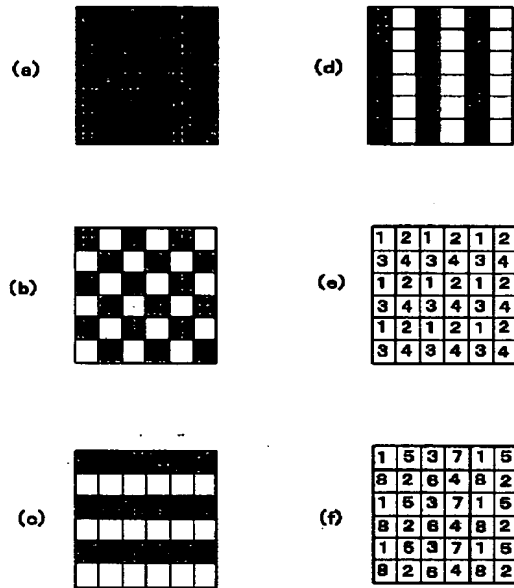 (a)
(b)
(c)
(d)
(e)
1 2 1 2 1 2
3 4 3 4 3 4
1 2 1 2 1 2
3 4 3 4 3 4
1 2 1 2 1 2
3 4 3 4 3 4
(f)
1 5 3 7 1 5
8 2 6 4 8 2
1 5 3 7 1 5
8 2 6 4 8 2
1 5 3 7 1 5
8 2 6 4 8 2